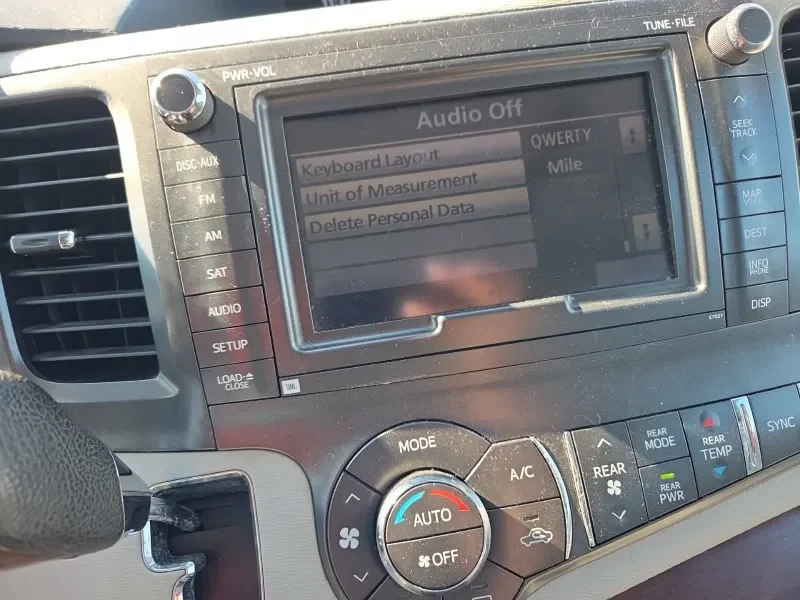 TUNE·FILE
PWR·VOL
Audio Off
Keyboard Layout QWERTY
Unit of Measurement Mile
Delete Personal Data
DISC·AUX
FM
AM
SAT
AUDIO
SETUP
LOAD·
CLOSE
JBL
SEEK
TRACK
MAP
VOICE
DEST
INFO
PHONE
DISP
E7021
MODE
AUTO
OFF
A/C
REAR
REAR
MODE
REAR
PWR
REAR
TEMP
SYNC